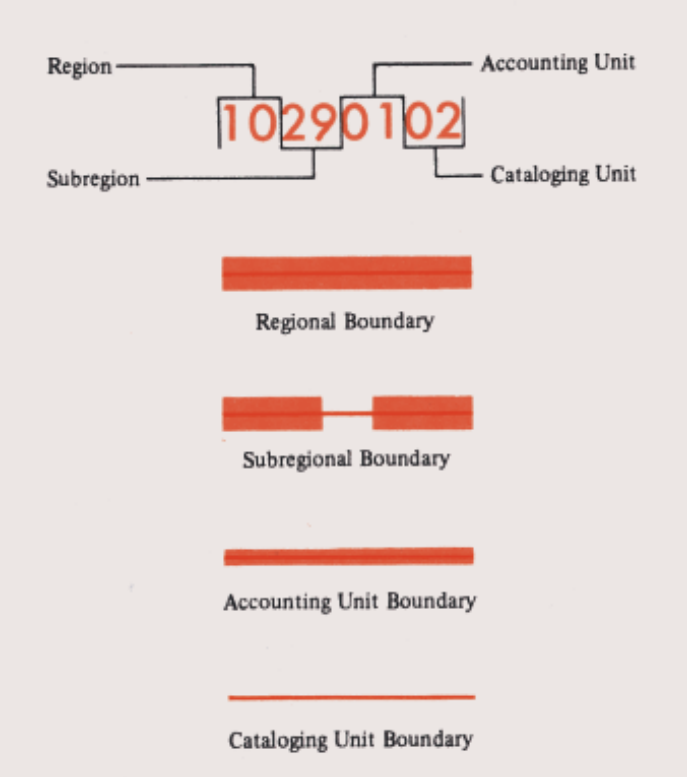 Region
Accounting Unit
10290102
Subregion
Cataloging Unit
Regional Boundary
Subregional Boundary
Accounting Unit Boundary
Cataloging Unit Boundary